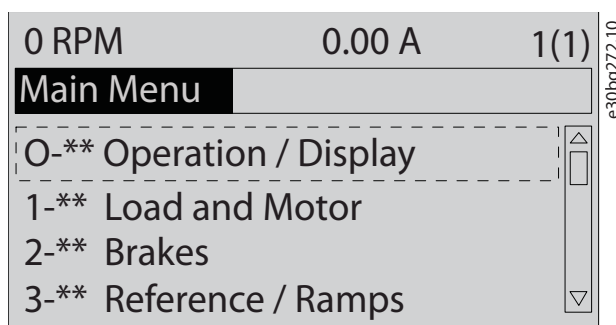 0 RPM 0.00 A 1(1)
Main Menu
O-** Operation / Display
1-** Load and Motor
2-** Brakes
3-** Reference / Ramps
e30bg272.10